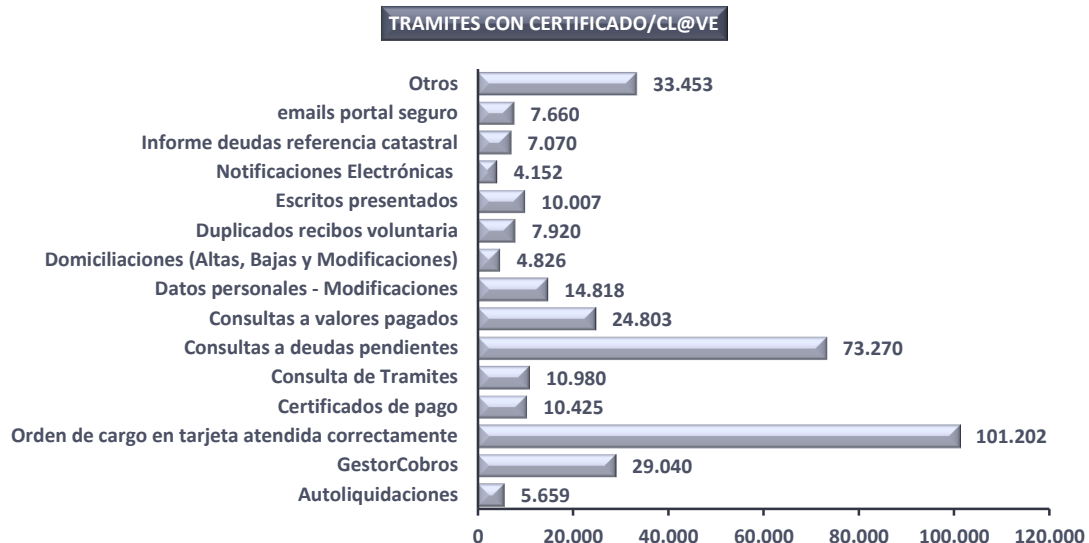 TRAMITES CON CERTIFICADO/CL@VE
Otros 33.453
emails portal seguro 7.660
Informe deudas referencia catastral 7.070
Notificaciones Electrónicas 4.152
Escritos presentados 10.007
Duplicados recibos voluntaria 7.920
Domiciliaciones (Altas, Bajas y Modificaciones) 4.826
Datos personales - Modificaciones 14.818
Consultas a valores pagados 24.803
Consultas a deudas pendientes 73.270
Consulta de Tramites 10.980
Certificados de pago 10.425
Orden de cargo en tarjeta atendida correctamente 101.202
GestorCobros 29.040
Autoliquidaciones 5.659
0 20.000 40.000 60.000 80.000 100.000 120.000